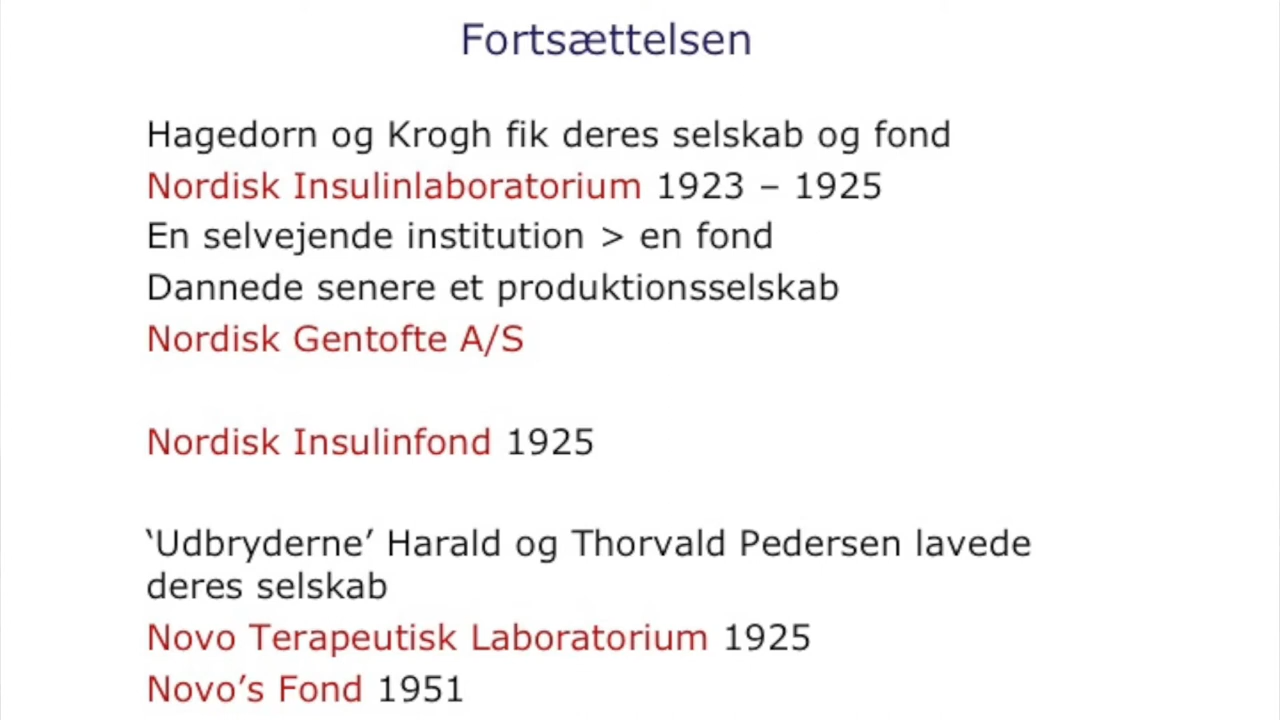 Fortsættelsen
Hagedorn og Krogh fik deres selskab og fond
Nordisk Insulinlaboratorium 1923 – 1925
En selvejende institution > en fond
Dannede senere et produktionsselskab
Nordisk Gentofte A/S
Nordisk Insulinfond 1925
‘Udbryderne’ Harald og Thorvald Pedersen lavede
deres selskab
Novo Terapeutisk Laboratorium 1925
Novo’s Fond 1951